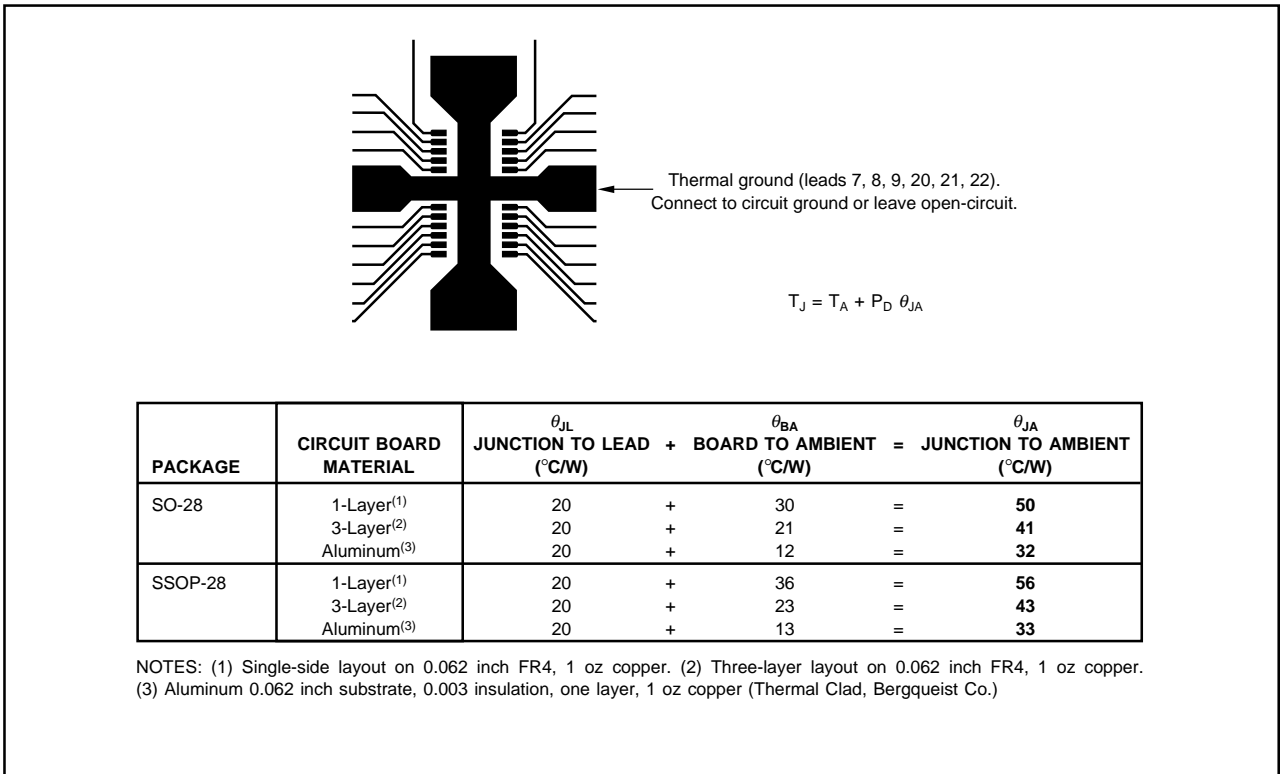 Thermal ground (leads 7, 8, 9, 20, 21, 22).
Connect to circuit ground or leave open-circuit.
T_J = T_A + P_D θ_JA
PACKAGE CIRCUIT BOARD MATERIAL θ_JL JUNCTION TO LEAD (°C/W) + θ_BA BOARD TO AMBIENT (°C/W) = θ_JA JUNCTION TO AMBIENT (°C/W)
SO-28 1-Layer(1) 20 + 30 = 50
3-Layer(2) 20 + 21 = 41
Aluminum(3) 20 + 12 = 32
SSOP-28 1-Layer(1) 20 + 36 = 56
3-Layer(2) 20 + 23 = 43
Aluminum(3) 20 + 13 = 33
NOTES: (1) Single-side layout on 0.062 inch FR4, 1 oz copper. (2) Three-layer layout on 0.062 inch FR4, 1 oz copper.
(3) Aluminum 0.062 inch substrate, 0.003 insulation, one layer, 1 oz copper (Thermal Clad, Bergqueist Co.)